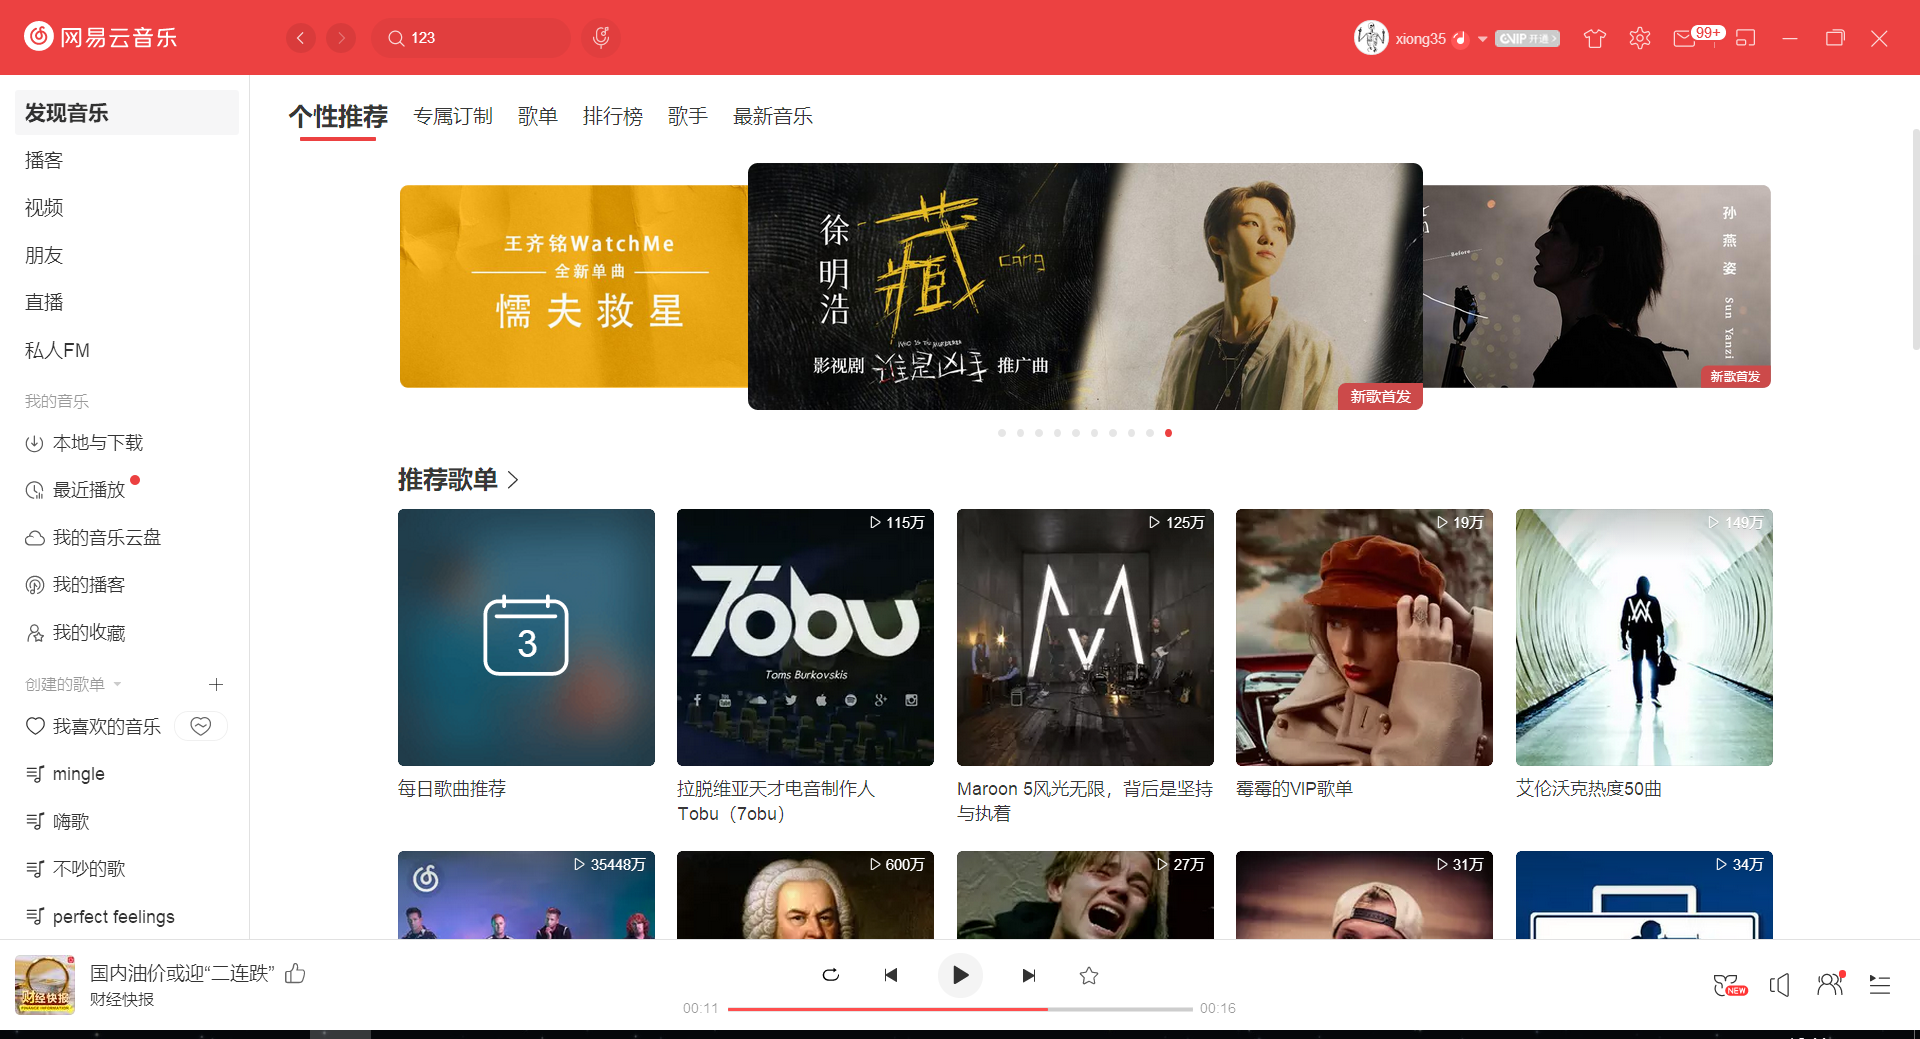 网易云音乐
123
xiong35
VIP 开通
99+
发现音乐
播客
视频
朋友
直播
私人FM
我的音乐
本地与下载
最近播放
我的音乐云盘
我的播客
我的收藏
创建的歌单
我喜欢的音乐
mingle
嗨歌
不吵的歌
perfect feelings
个性推荐 专属订制 歌单 排行榜 歌手 最新音乐
王齐铭WatchMe
全新单曲
懦夫救星
徐明浩
藏
cáng
WHO IS THE MURDERER
影视剧 谁是凶手 推广曲
新歌首发
Before
孙燕姿
Sun Yanzi
新歌首发
推荐歌单
3
每日歌曲推荐
115万
7obu
Toms Burkovskis
拉脱维亚天才电音制作人
Tobu（7obu）
125万
Maroon 5风光无限，背后是坚持
与执着
19万
霉霉的VIP歌单
149万
艾伦沃克热度50曲
35448万
600万
27万
31万
34万
财经快报
国内油价或迎“二连跌”
财经快报
00:11
00:16
NEW